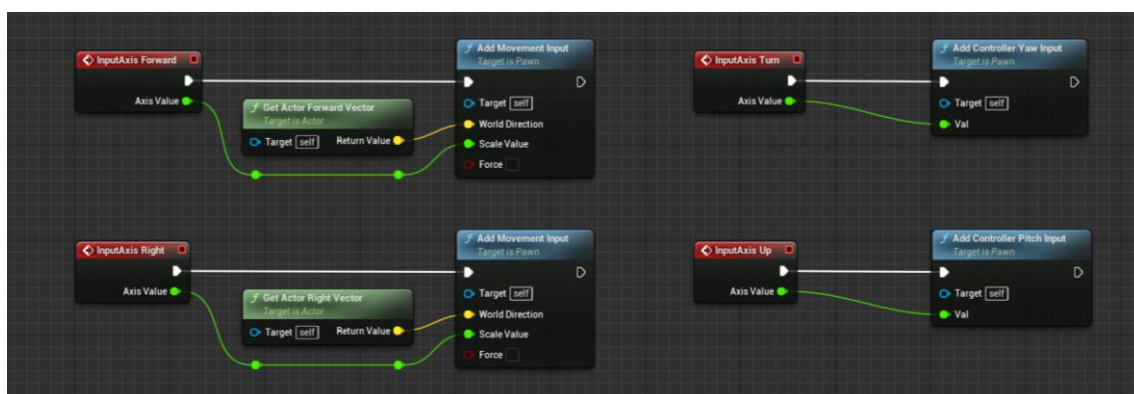 InputAxis Forward
Axis Value
f Get Actor Forward Vector
Target is Actor
Target self Return Value
f Add Movement Input
Target is Pawn
Target self
World Direction
Scale Value
Force
InputAxis Turn
Axis Value
f Add Controller Yaw Input
Target is Pawn
Target self
Val
InputAxis Right
Axis Value
f Get Actor Right Vector
Target is Actor
Target self Return Value
f Add Movement Input
Target is Pawn
Target self
World Direction
Scale Value
Force
InputAxis Up
Axis Value
f Add Controller Pitch Input
Target is Pawn
Target self
Val